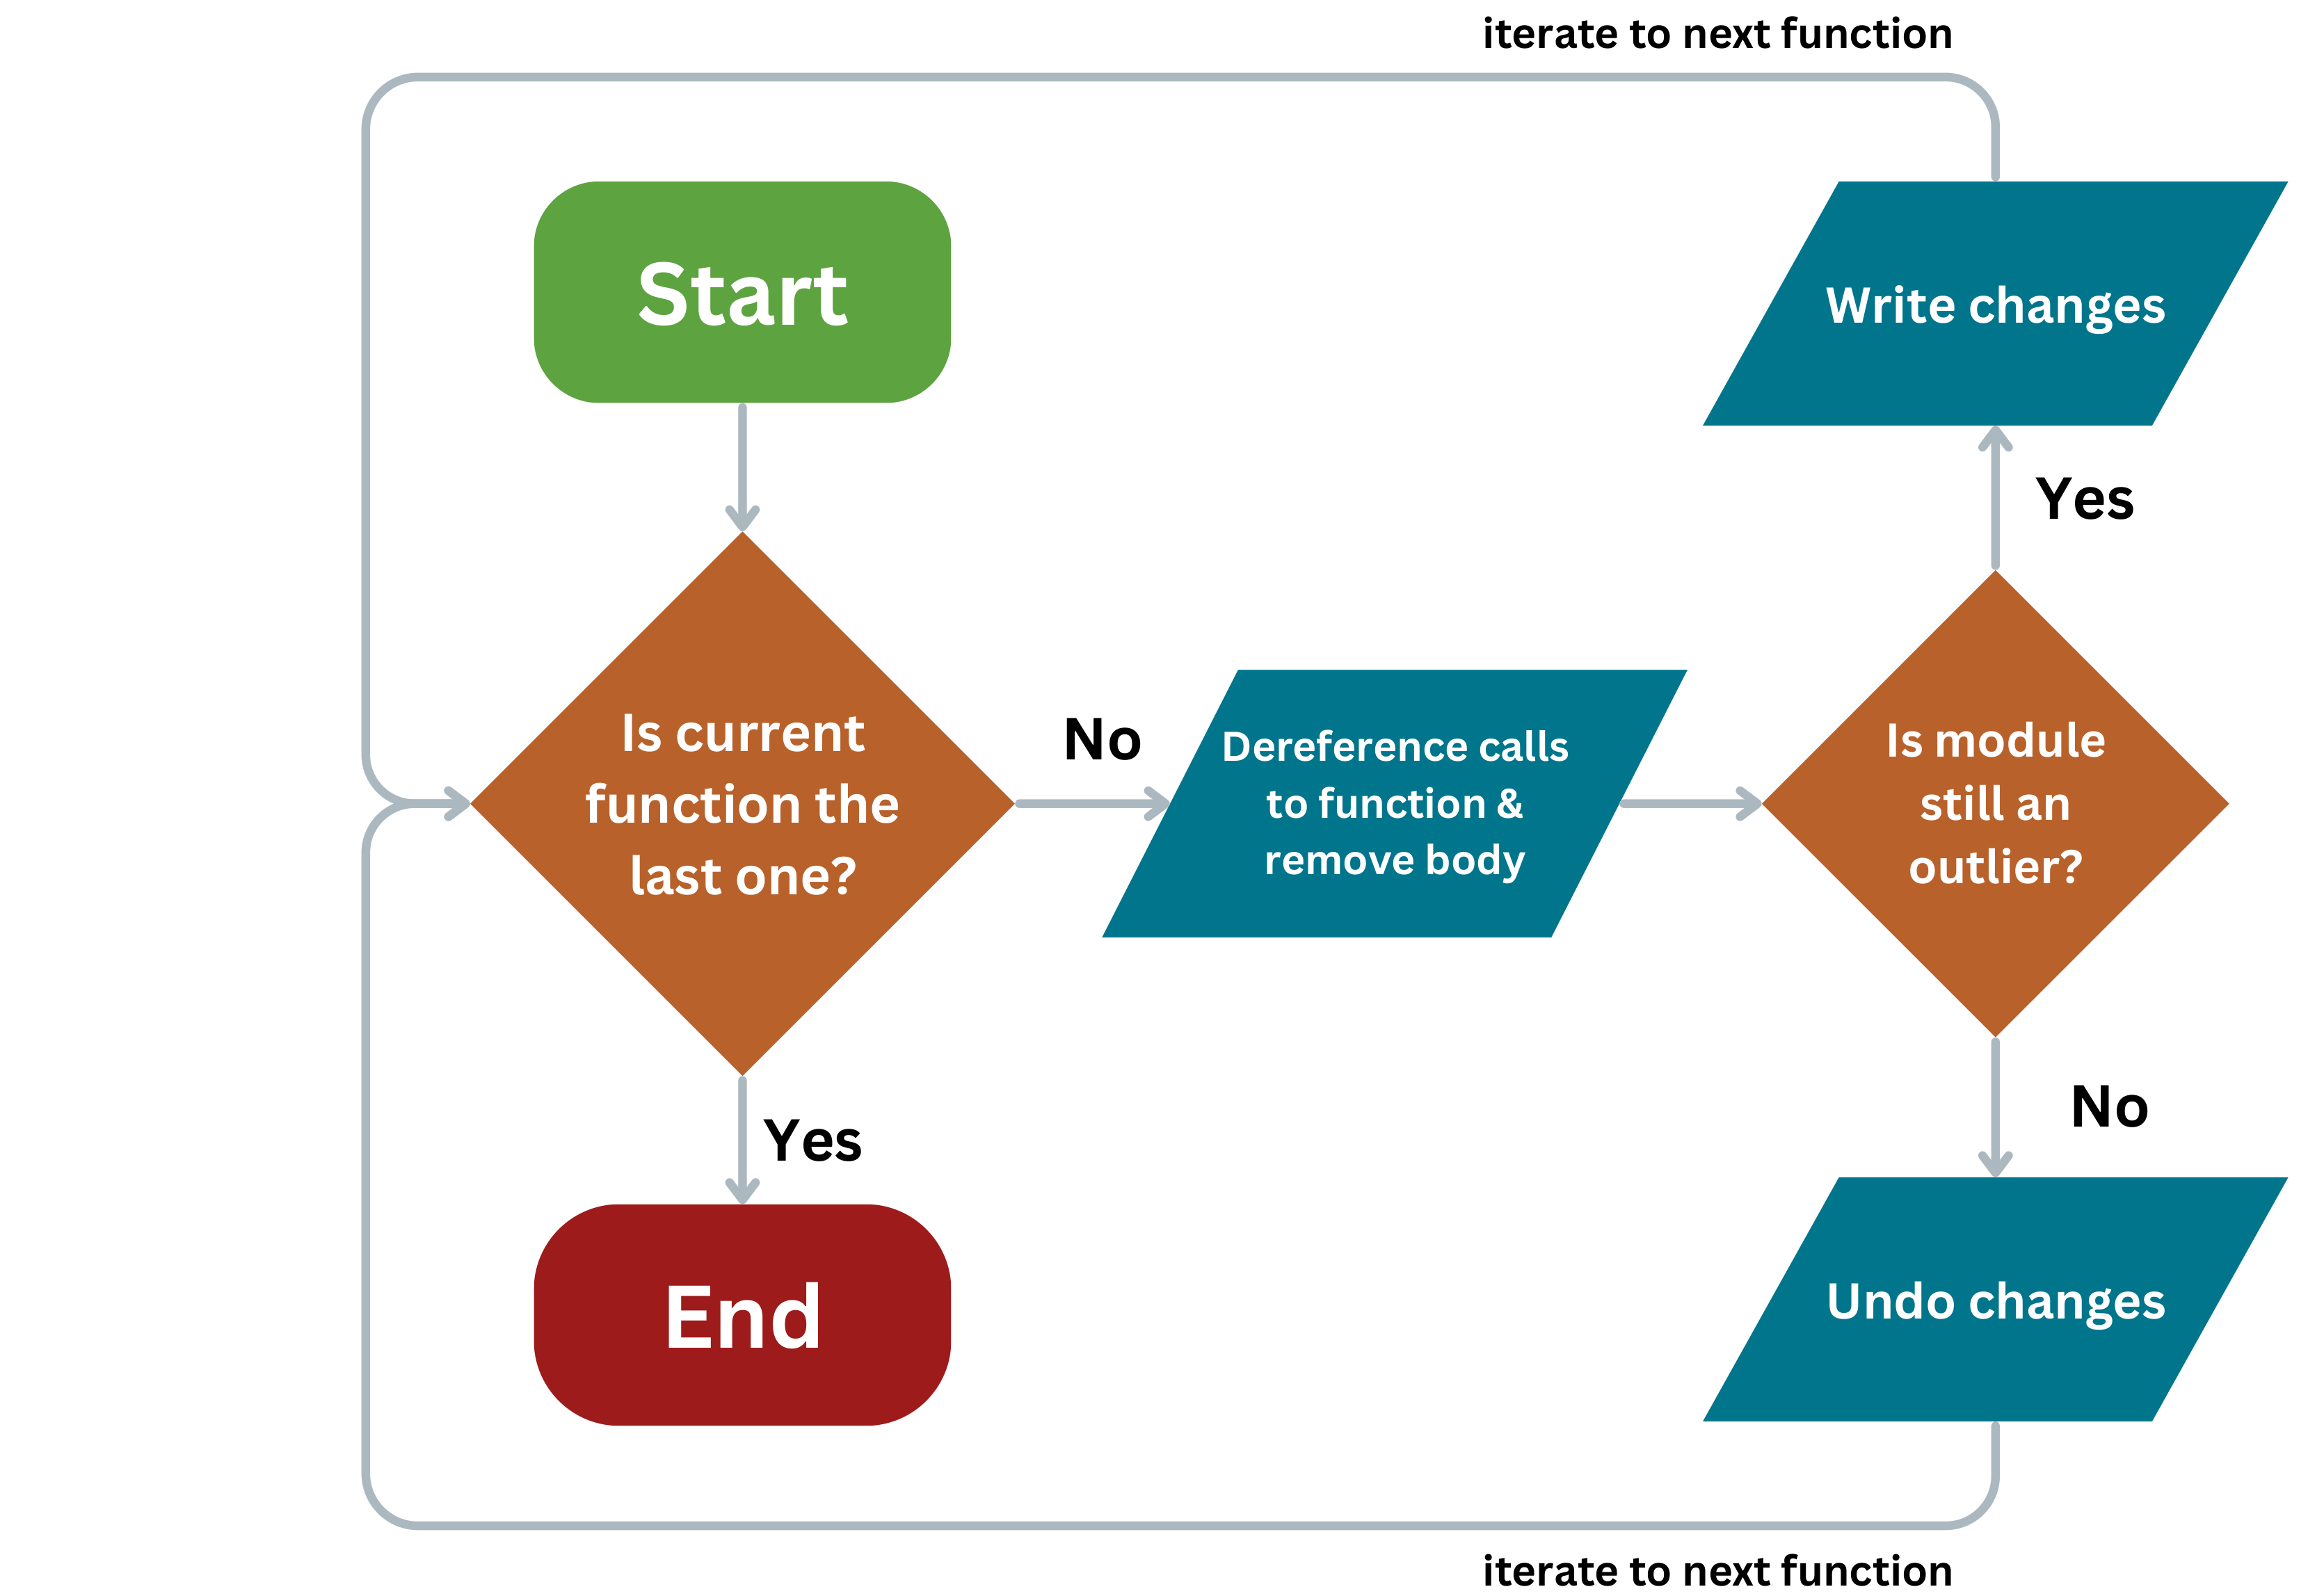 iterate to next function
Start
Write changes
Yes
Is current
function the
last one?
No
Dereference calls
to function &
remove body
Is module
still an
outlier?
Yes
No
End
Undo changes
iterate to next function